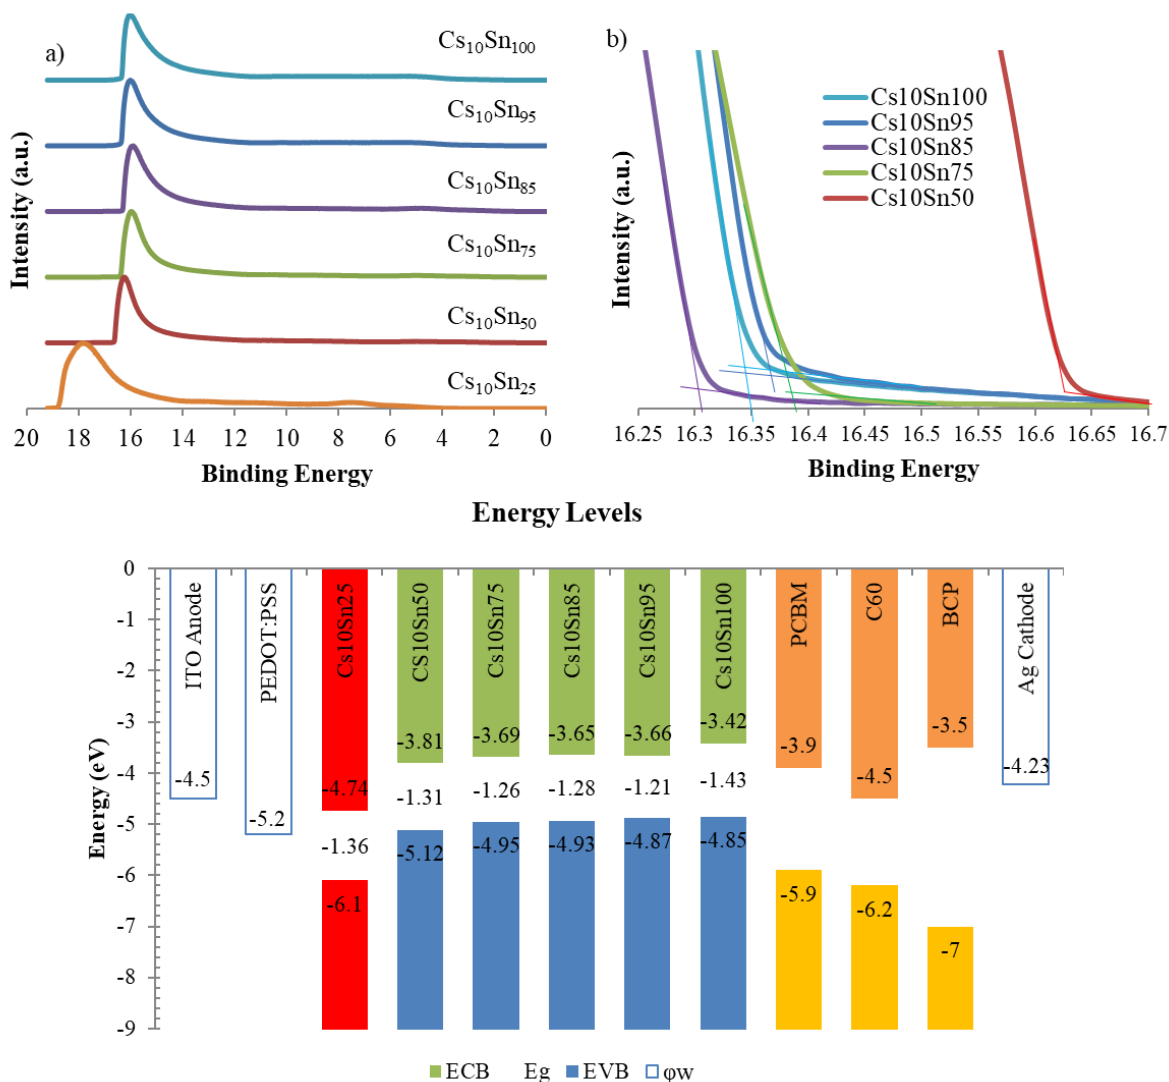 a)
Intensity (a.u.)
Cs10Sn100
Cs10Sn95
Cs10Sn85
Cs10Sn75
Cs10Sn50
Cs10Sn25
20 18 16 14 12 10 8 6 4 2 0
Binding Energy
b)
Intensity (a.u.)
Cs10Sn100
Cs10Sn95
Cs10Sn85
Cs10Sn75
Cs10Sn50
16.25 16.3 16.35 16.4 16.45 16.5 16.55 16.6 16.65 16.7
Binding Energy
Energy Levels
Energy (eV)
0
-1
-2
-3
-4
-5
-6
-7
-8
-9
ITO Anode
PEDOT:PSS
Cs10Sn25
CS10Sn50
Cs10Sn75
Cs10Sn85
Cs10Sn95
Cs10Sn100
PCBM
C60
BCP
Ag Cathode
-4.5
-5.2
-4.74
-3.81
-3.69
-3.65
-3.66
-3.42
-3.9
-4.5
-3.5
-4.23
-1.36
-1.31
-1.26
-1.28
-1.21
-1.43
-6.1
-5.12
-4.95
-4.93
-4.87
-4.85
-5.9
-6.2
-7
ECB Eg EVB φw